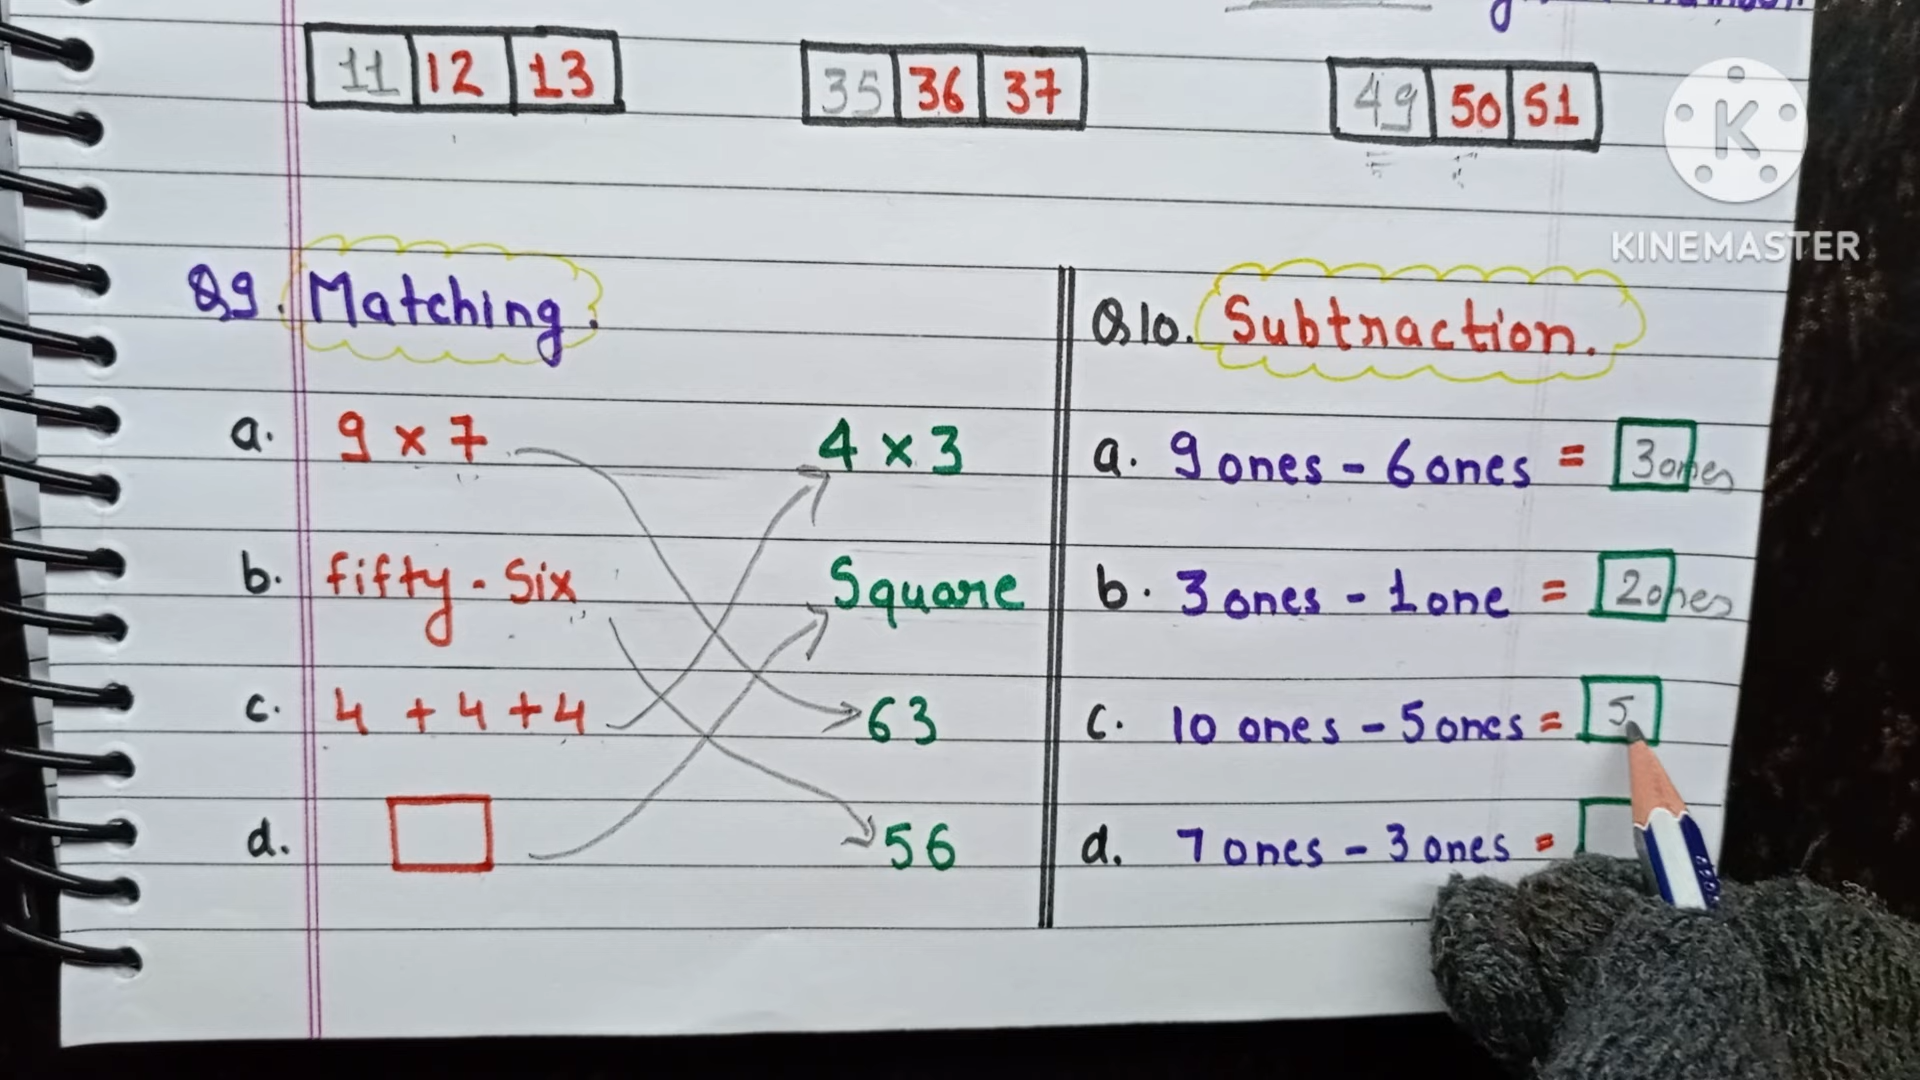 11 12 13
35 36 37
49 50 51
K
KINEMASTER
Q9. Matching.
a. 9 x 7
4 x 3
b. fifty - Six
Square
c. 4 + 4 + 4
63
d.
56
Q10. Subtraction.
a. 9 ones - 6 ones = 3 ones
b. 3 ones - 1 one = 2 ones
c. 10 ones - 5 ones = 5
d. 7 ones - 3 ones =